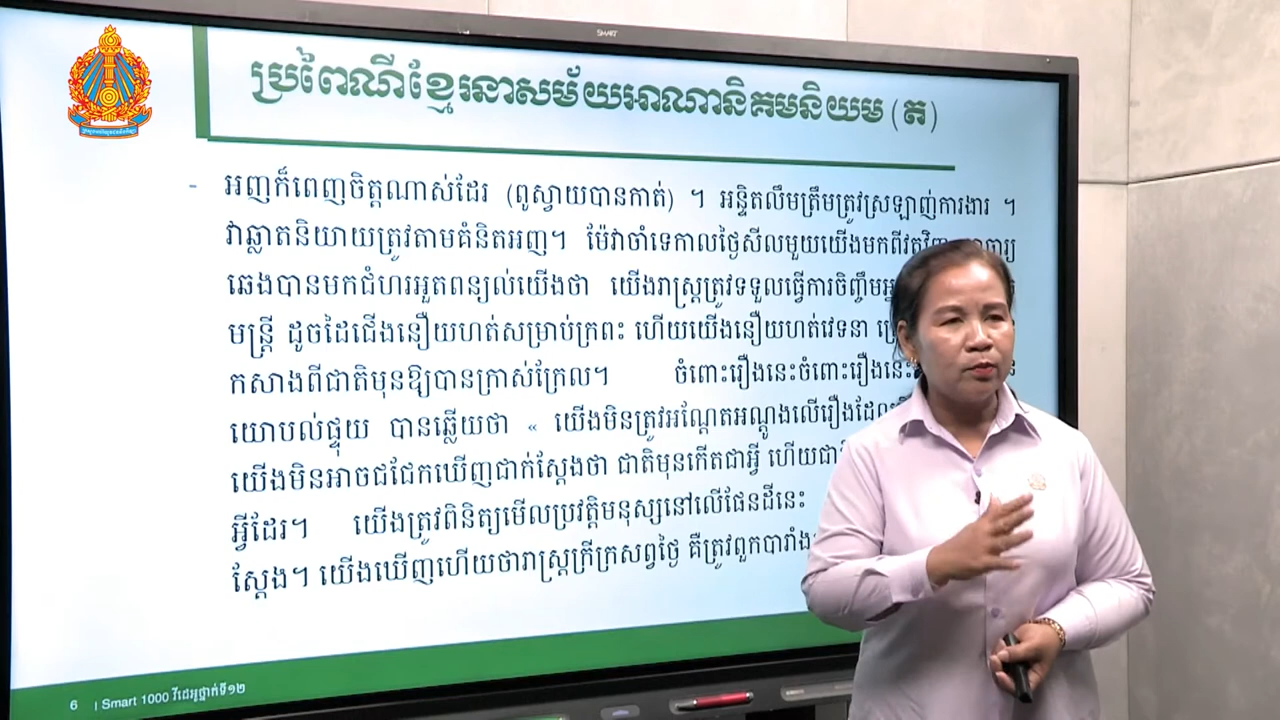 SMART
ប្រពៃណីខ្មែរនាសម័យអាណានិគមនិយម (ត)
- អញក៏ពេញចិត្តណាស់ដែរ (ពូស្វាយបានកាត់) ។ អន្ទិតលឹមត្រឹមត្រូវស្រឡាញ់ការងារ ។
វាឆ្លាតនិយាយត្រូវតាមគំនិតអញ។ ម៉ែវាចាំទេកាលថ្ងៃសីលមួយយើងមកពីវត្តវិញ
ឆេងបានមកជំហរអួតពន្យល់យើងថា យើងរាស្ត្រត្រូវទទួលធ្វើការចិញ្ចឹម
មន្ត្រី ដូចដៃជើងនឿយហត់សម្រាប់ក្រពះ ហើយយើងនឿយហត់វេទនា
កសាងពីជាតិមុនឱ្យបានក្រាស់ក្រែល។ ចំពោះរឿងនេះចំពោះរឿងនេះ
យោបល់ផ្ទុយ បានឆ្លើយថា « យើងមិនត្រូវអណ្តែតអណ្តូងលើរឿងដែល
យើងមិនអាចជជែកឃើញជាក់ស្តែងថា ជាតិមុនកើតជាអ្វី ហើយ
អ្វីដែរ។ យើងត្រូវពិនិត្យមើលប្រវត្តិមនុស្សនៅលើផែនដីនេះ
ស្តែង។ យើងឃើញហើយថារាស្ត្រក្រីក្រសព្វថ្ងៃ គឺត្រូវពួកបារាំង
6 | Smart 1000 វីដេអូថ្នាក់ទី១២